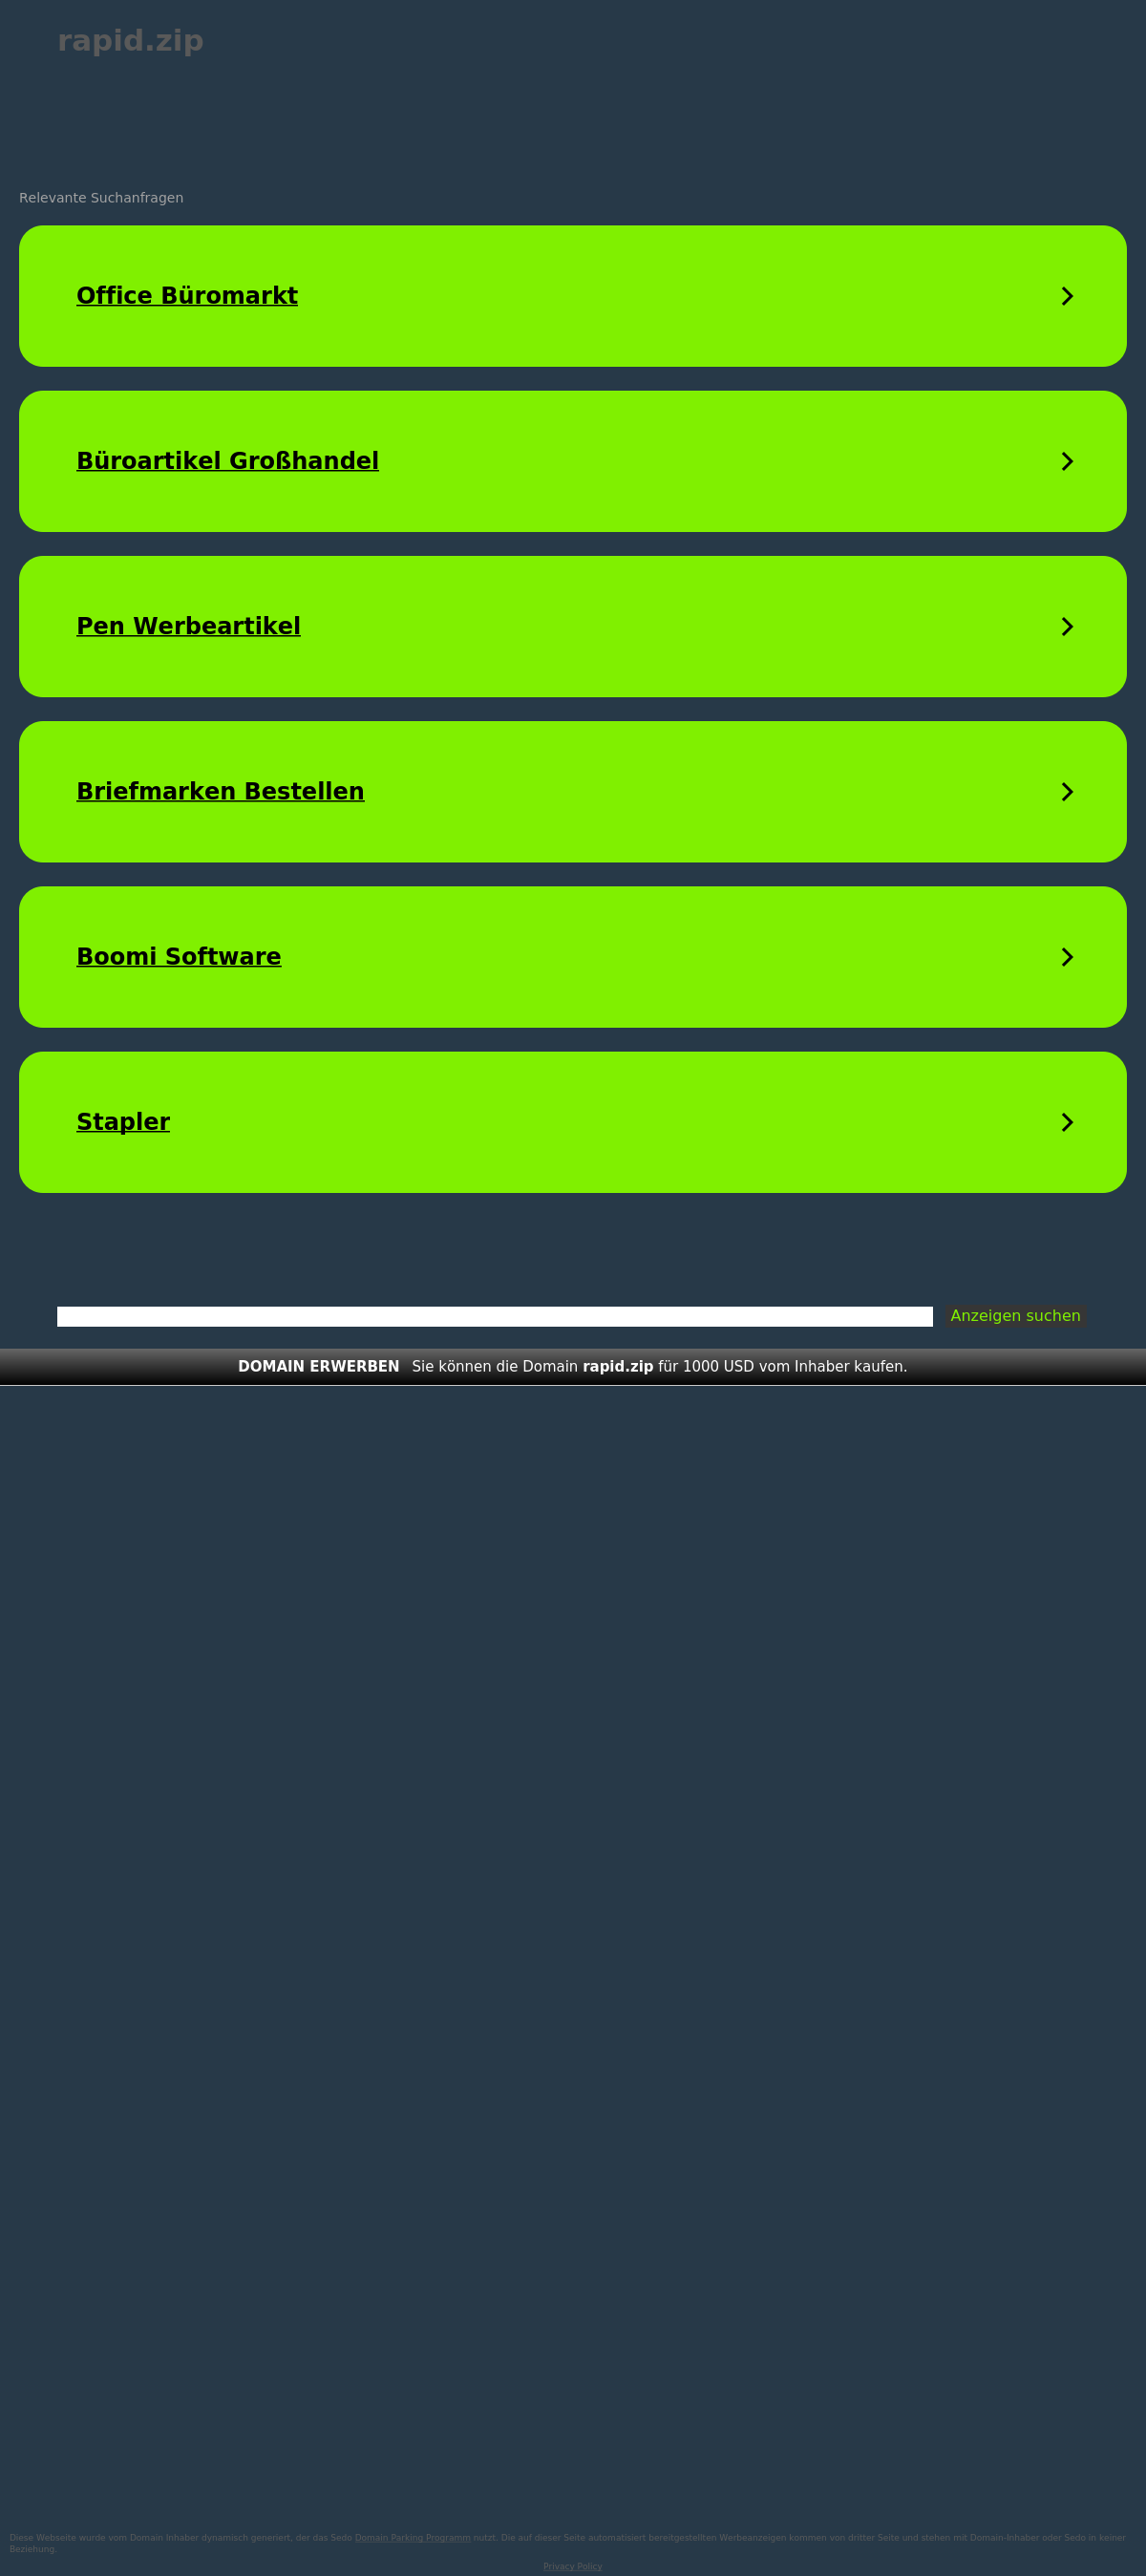 rapid.zip
Relevante Suchanfragen
Office Büromarkt
Büroartikel Großhandel
Pen Werbeartikel
Briefmarken Bestellen
Boomi Software
Stapler
Anzeigen suchen
DOMAIN ERWERBEN Sie können die Domain rapid.zip für 1000 USD vom Inhaber kaufen.
Diese Webseite wurde vom Domain Inhaber dynamisch generiert, der das Sedo Domain Parking Programm nutzt. Die auf dieser Seite automatisiert bereitgestellten Werbeanzeigen kommen von dritter Seite und stehen mit Domain-Inhaber oder Sedo in keiner
Beziehung.
Privacy Policy